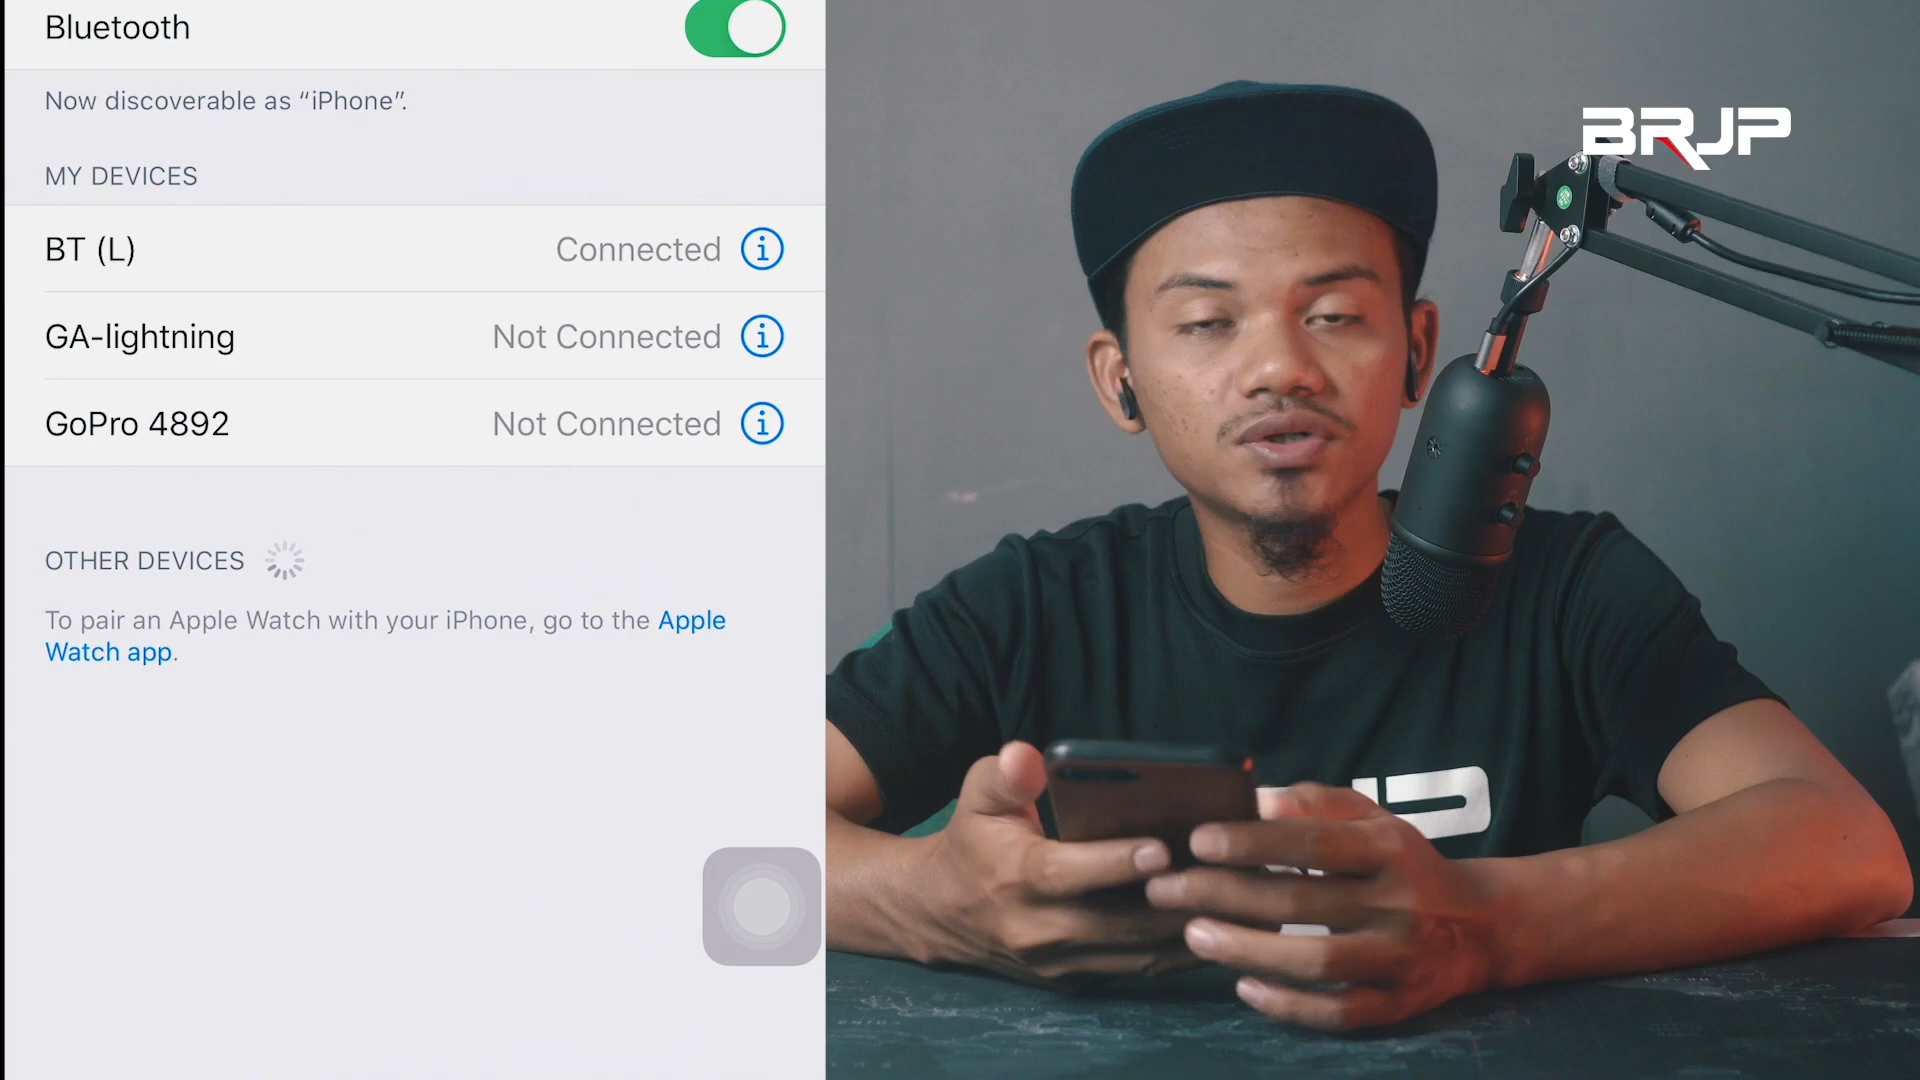 Bluetooth
Now discoverable as “iPhone”.
MY DEVICES
BT (L) Connected
GA-lightning Not Connected
GoPro 4892 Not Connected
OTHER DEVICES
To pair an Apple Watch with your iPhone, go to the Apple
Watch app.
BRJP